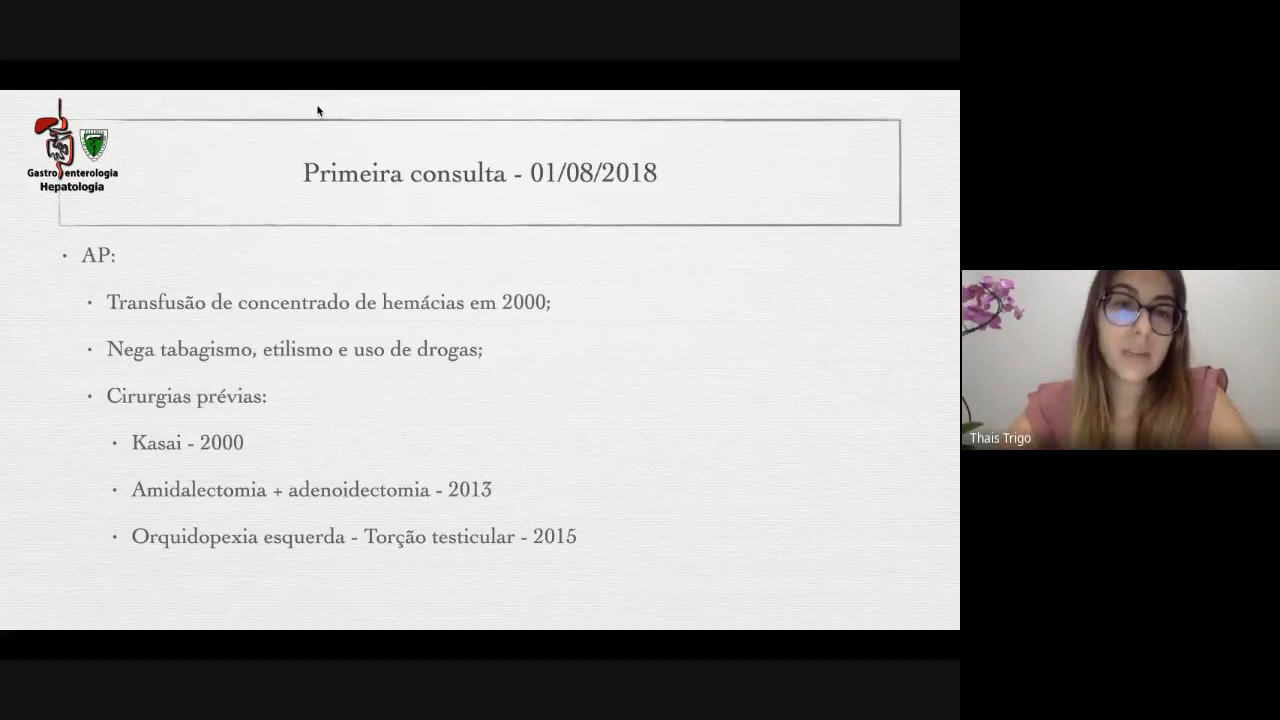 Gastroenterologia
Hepatologia
Primeira consulta - 01/08/2018
• AP:
• Transfusão de concentrado de hemácias em 2000;
• Nega tabagismo, etilismo e uso de drogas;
• Cirurgias prévias:
• Kasai - 2000
• Amidalectomia + adenoidectomia - 2013
• Orquidopexia esquerda - Torção testicular - 2015
Thais Trigo